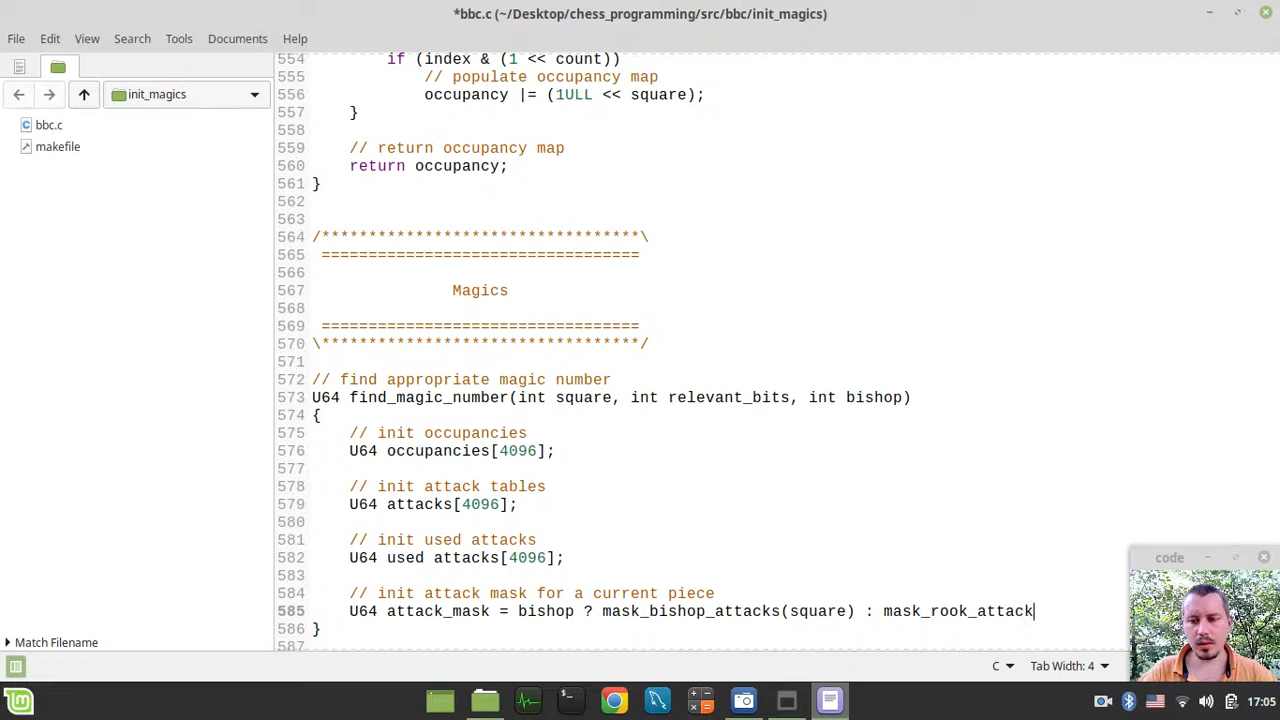 *bbc.c (~/Desktop/chess_programming/src/bbc/init_magics)
File Edit View Search Tools Documents Help
init_magics
bbc.c
makefile
Match Filename
554 if (index & (1 << count))
555 // populate occupancy map
556 occupancy |= (1ULL << square);
557 }
558
559 // return occupancy map
560 return occupancy;
561 }
562
563
564 /**********************************\
565 ==================================
566
567 Magics
568
569 ==================================
570 \**********************************/
571
572 // find appropriate magic number
573 U64 find_magic_number(int square, int relevant_bits, int bishop)
574 {
575 // init occupancies
576 U64 occupancies[4096];
577
578 // init attack tables
579 U64 attacks[4096];
580
581 // init used attacks
582 U64 used attacks[4096];
583
584 // init attack mask for a current piece
585 U64 attack_mask = bishop ? mask_bishop_attacks(square) : mask_rook_attack
586 }
587
code
C Tab Width: 4
17:05